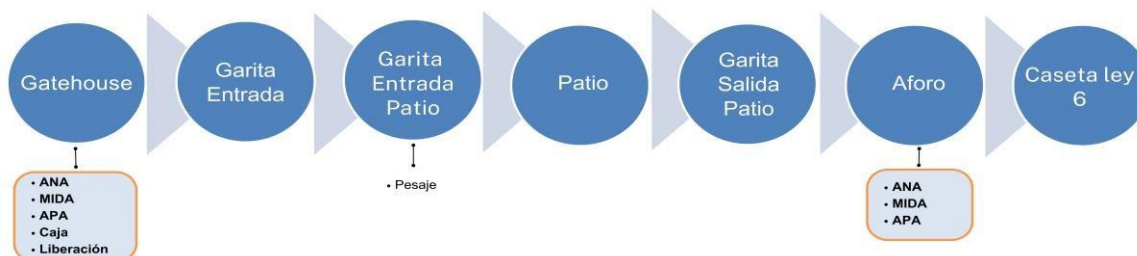 Gatehouse
Garita
Entrada
Garita
Entrada
Patio
Patio
Garita
Salida
Patio
Aforo
Caseta ley
6
• ANA
• MIDA
• APA
• Caja
• Liberación
• Pesaje
• ANA
• MIDA
• APA